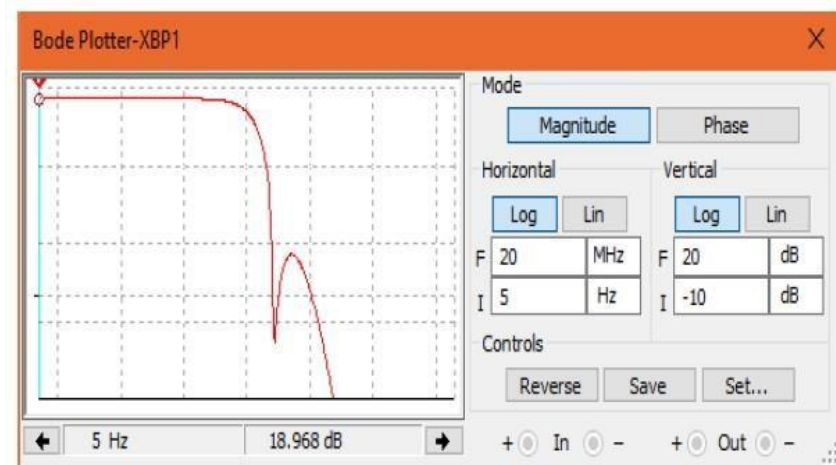 Bode Plotter-XBP1 X
Mode
Magnitude Phase
Horizontal Vertical
Log Lin Log Lin
F 20 MHz F 20 dB
I 5 Hz I -10 dB
Controls
Reverse Save Set...
5 Hz 18.968 dB + In - + Out -